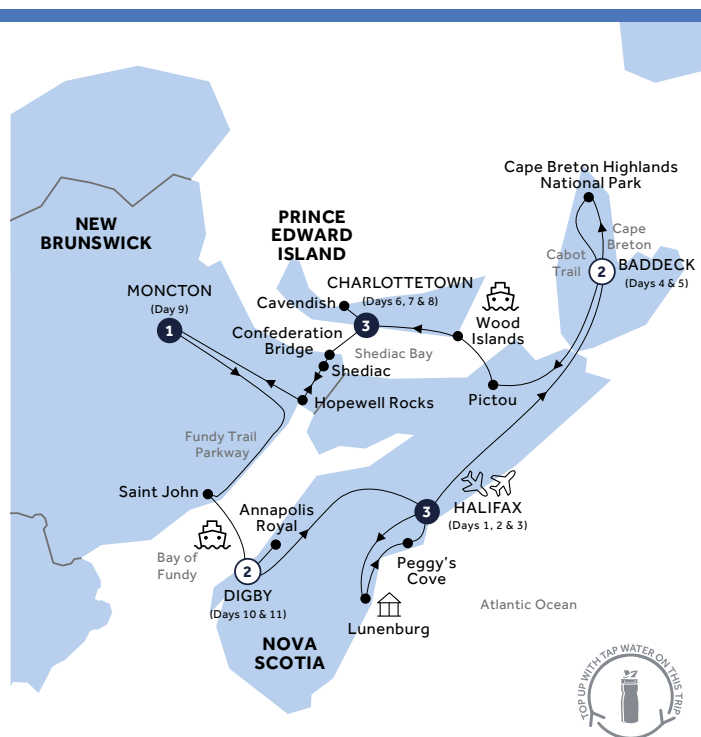 Cape Breton Highlands
National Park
NEW
BRUNSWICK
PRINCE
EDWARD
ISLAND
Cape
Breton
Cabot
Trail
2
BADDECK
(Days 4 & 5)
MONCTON
(Day 9)
1
CHARLOTTETOWN
(Days 6, 7 & 8)
Cavendish
3
Wood
Islands
Confederation
Bridge
Shediac Bay
Shediac
Pictou
Hopewell Rocks
Fundy Trail
Parkway
Saint John
Annapolis
Royal
3
HALIFAX
(Days 1, 2 & 3)
Bay of
Fundy
2
DIGBY
(Days 10 & 11)
Peggy's
Cove
Lunenburg
Atlantic Ocean
NOVA
SCOTIA
TOP UP WITH TAP WATER ON THIS TRIP